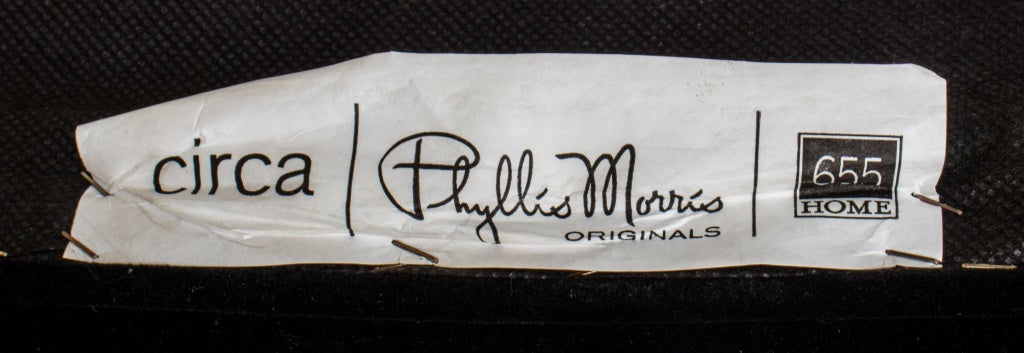 circa
Phyllis Morris
ORIGINALS
655
HOME